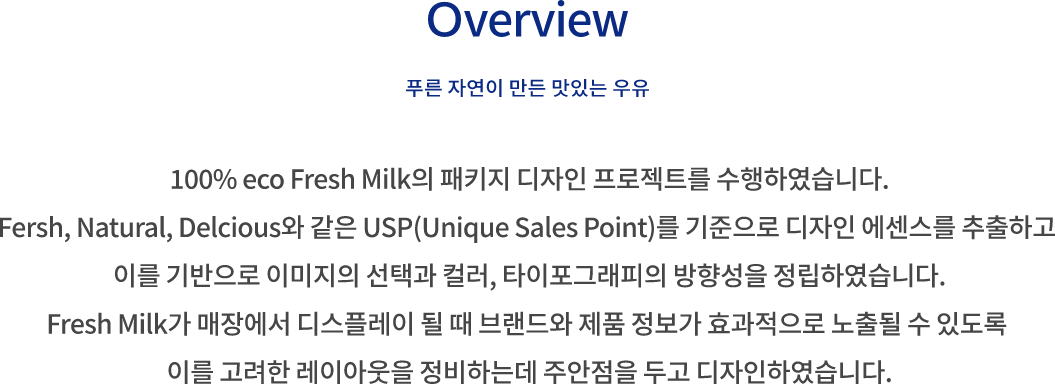 Overview
푸른 자연이 만든 맛있는 우유
100% eco Fresh Milk의 패키지 디자인 프로젝트를 수행하였습니다.
Fersh, Natural, Delcious와 같은 USP(Unique Sales Point)를 기준으로 디자인 에센스를 추출하고
이를 기반으로 이미지의 선택과 컬러, 타이포그래피의 방향성을 정립하였습니다.
Fresh Milk가 매장에서 디스플레이 될 때 브랜드와 제품 정보가 효과적으로 노출될 수 있도록
이를 고려한 레이아웃을 정비하는데 주안점을 두고 디자인하였습니다.